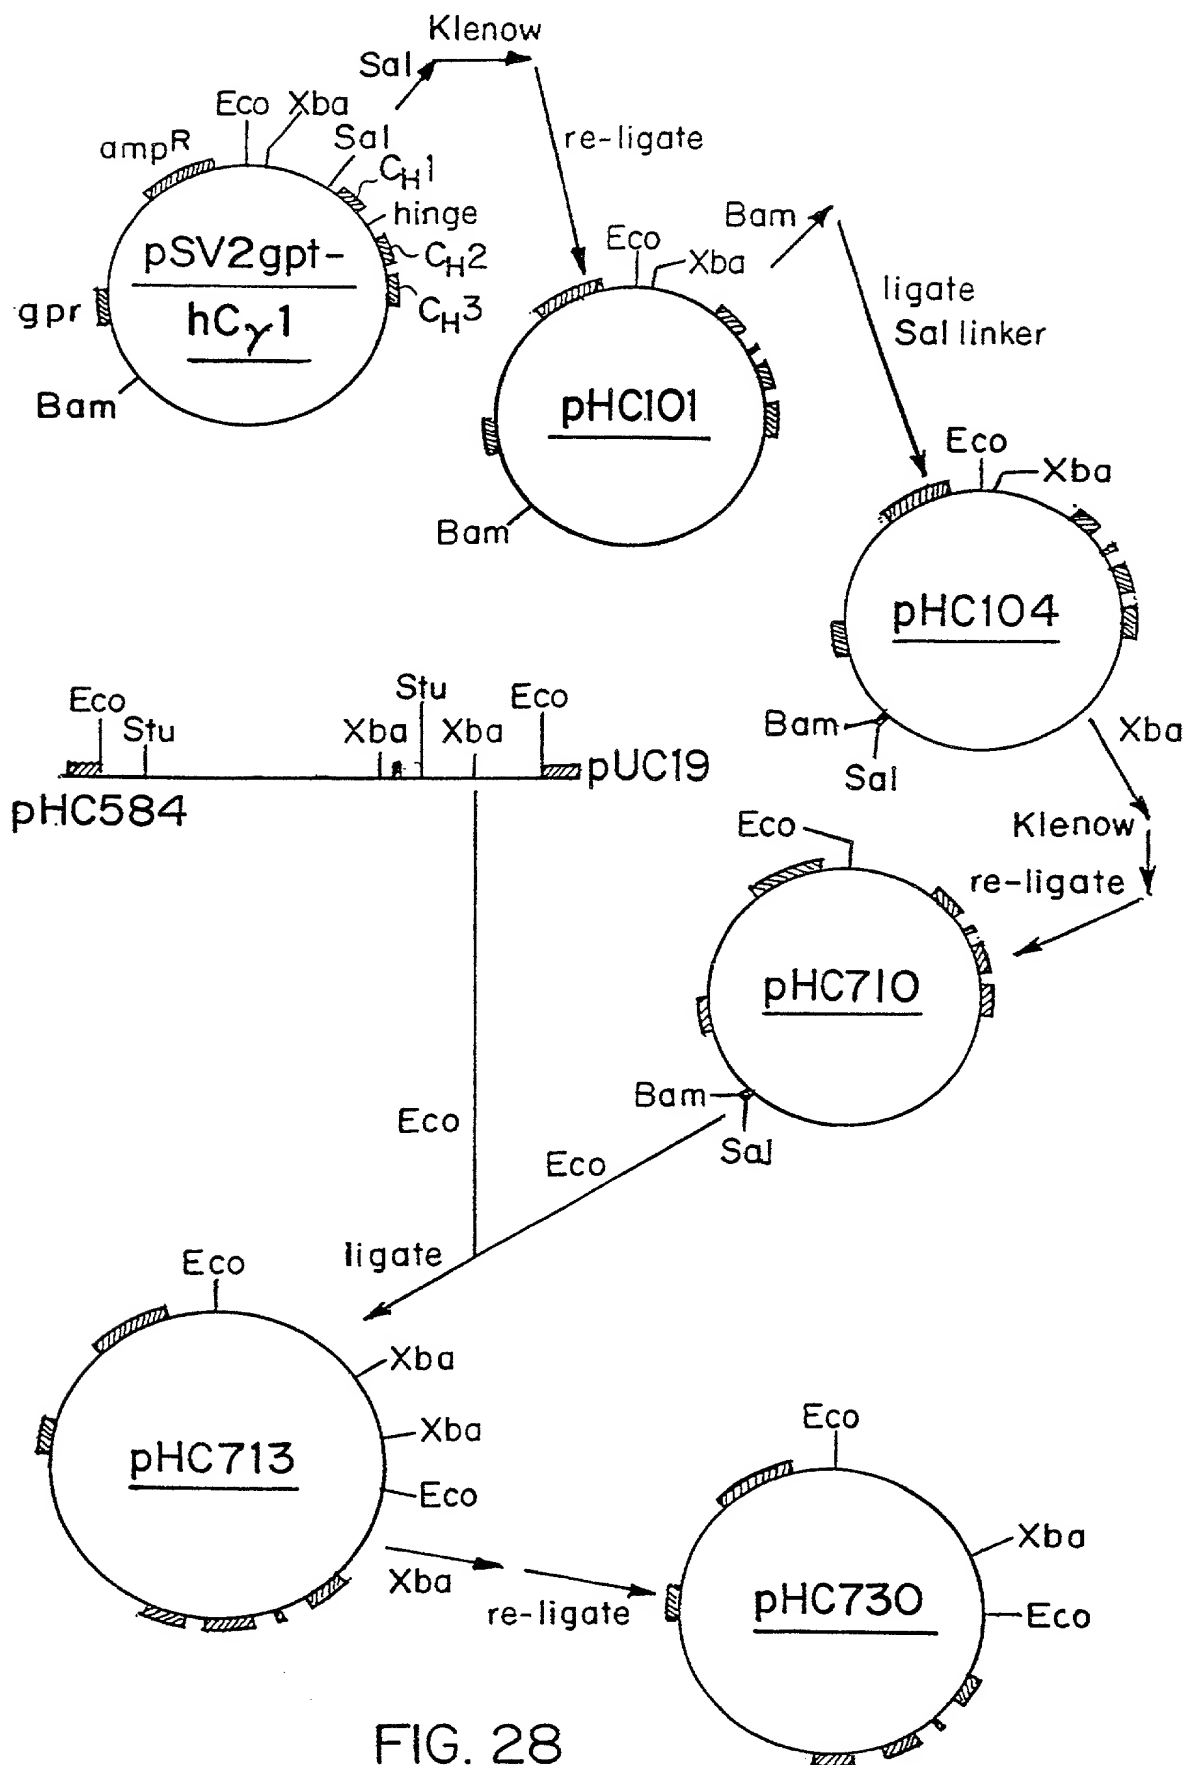 Klenow
Sal
re-ligate
Eco
Xba
Sal
ampR
CH1
hinge
CH2
CH3
pSV2gpt-
hCγ1
gpr
Bam
Eco
Xba
Bam
pHC101
Bam
ligate
Sal linker
Eco
Xba
pHC104
Bam
Sal
Xba
Klenow
re-ligate
Eco
Stu
Xba
Stu
Xba
Eco
pUC19
pHC584
Eco
pHC710
Bam
Sal
Eco
Eco
ligate
Eco
Xba
Xba
Eco
pHC713
Xba
re-ligate
Eco
Xba
Eco
pHC730
FIG. 28